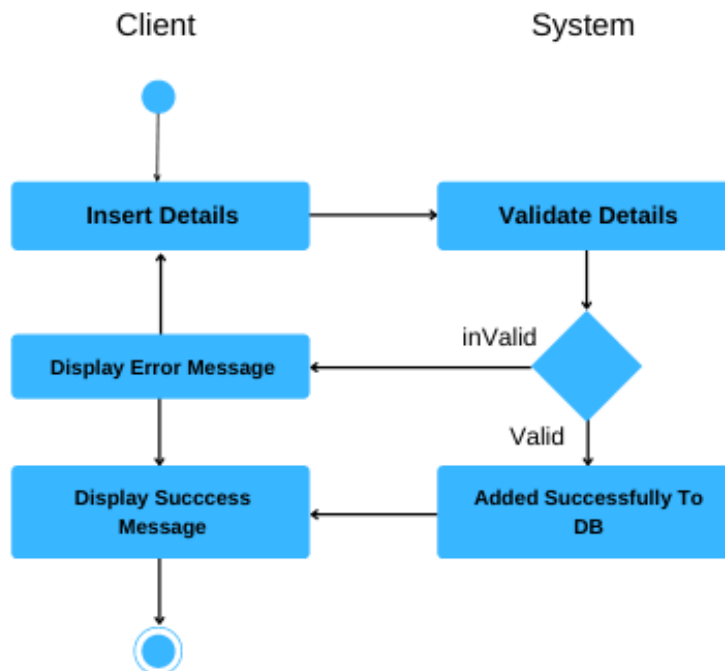 Client
System
Insert Details
Validate Details
inValid
Display Error Message
Valid
Display Succcess
Message
Added Successfully To
DB